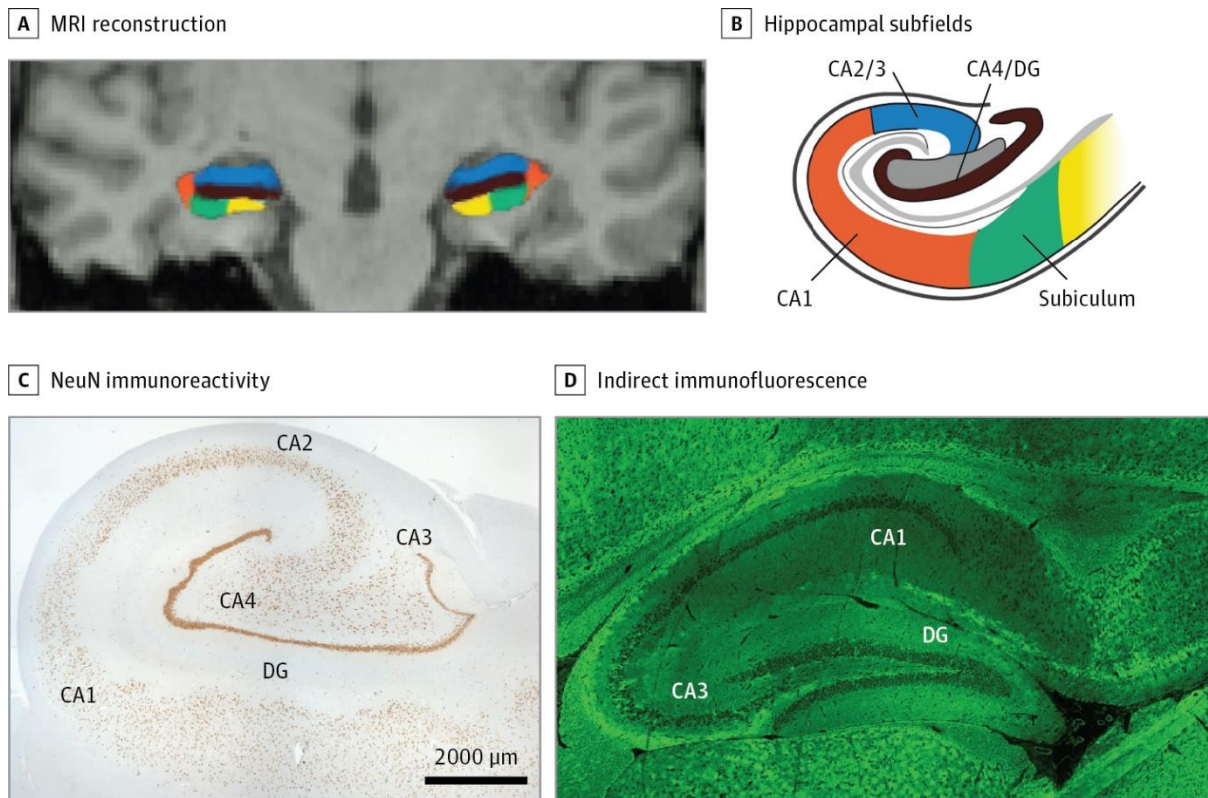 A MRI reconstruction
B Hippocampal subfields
CA2/3
CA4/DG
CA1
Subiculum
C NeuN immunoreactivity
CA2
CA3
CA4
DG
CA1
2000 µm
D Indirect immunofluorescence
CA1
DG
CA3